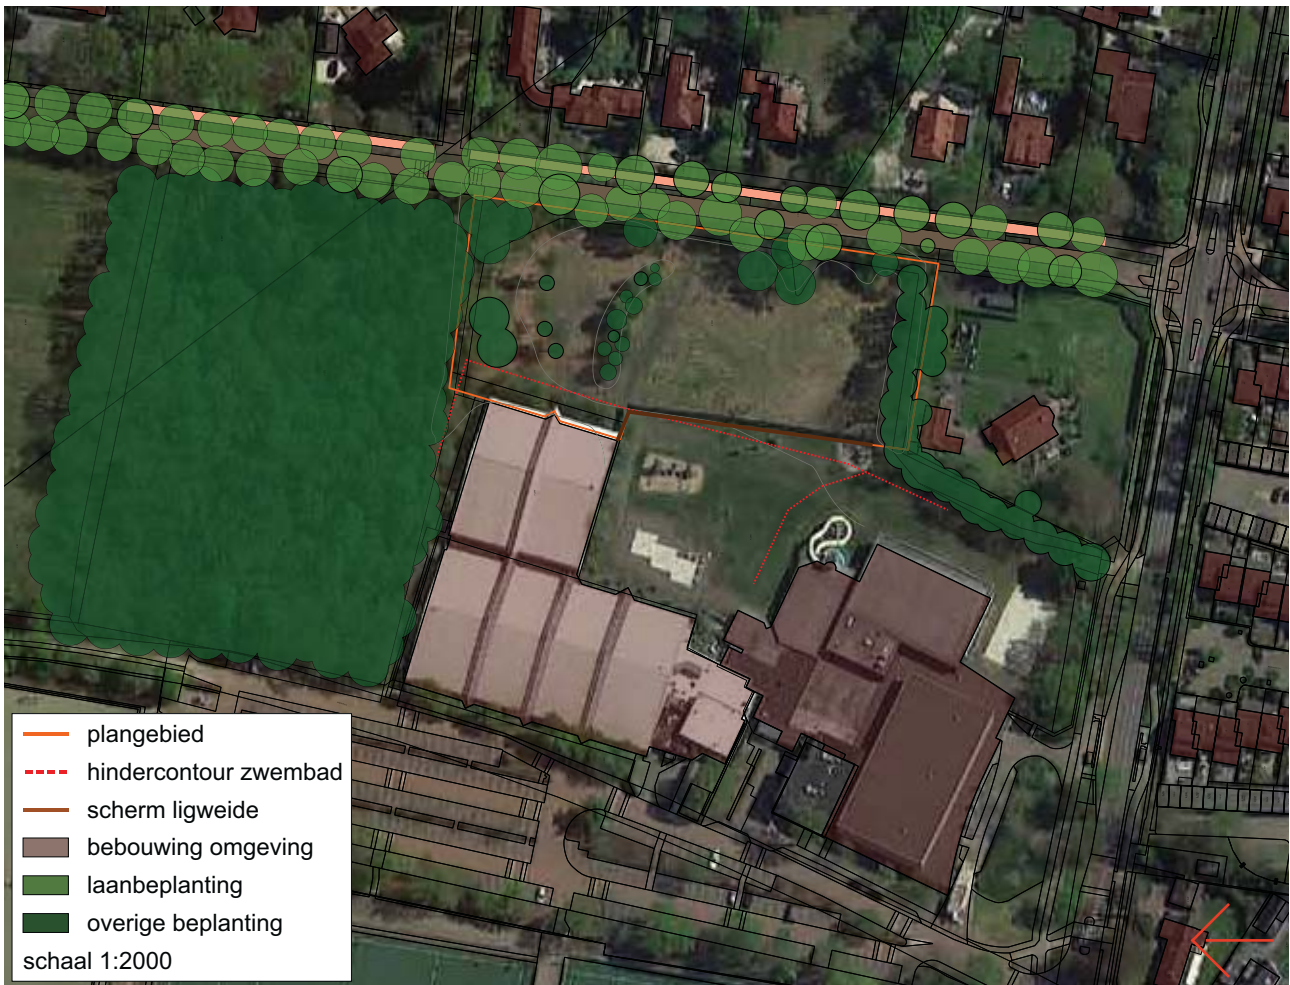 plangebied
hindercontour zwembad
scherm ligweide
bebouwing omgeving
laanbeplanting
overige beplanting
schaal 1:2000